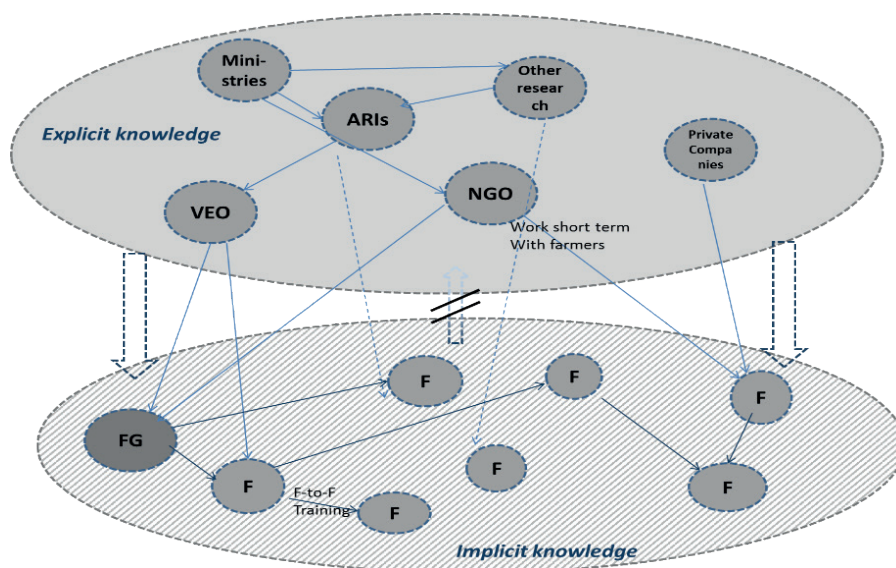 Mini-
stries
Other
resear
ch
ARIs
Explicit knowledge
Private
Compa
nies
NGO
VEO
Work short term
With farmers
F
F
F
FG
F
F
F-to-F
Training
F
F
Implicit knowledge